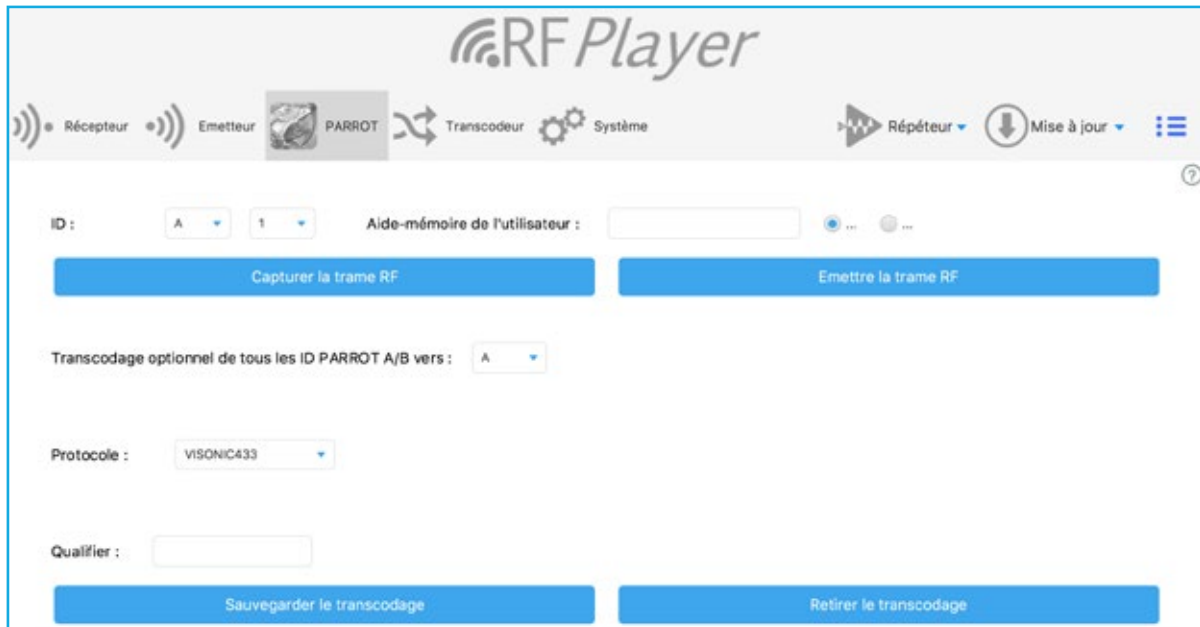 RFPlayer
Récepteur Emetteur PARROT Transcodeur Système Répéteur Mise à jour
?
ID : A 1 Aide-mémoire de l'utilisateur : ... ...
Capturer la trame RF Emettre la trame RF
Transcodage optionnel de tous les ID PARROT A/B vers : A
Protocole : VISONIC433
Qualifier :
Sauvegarder le transcodage Retirer le transcodage